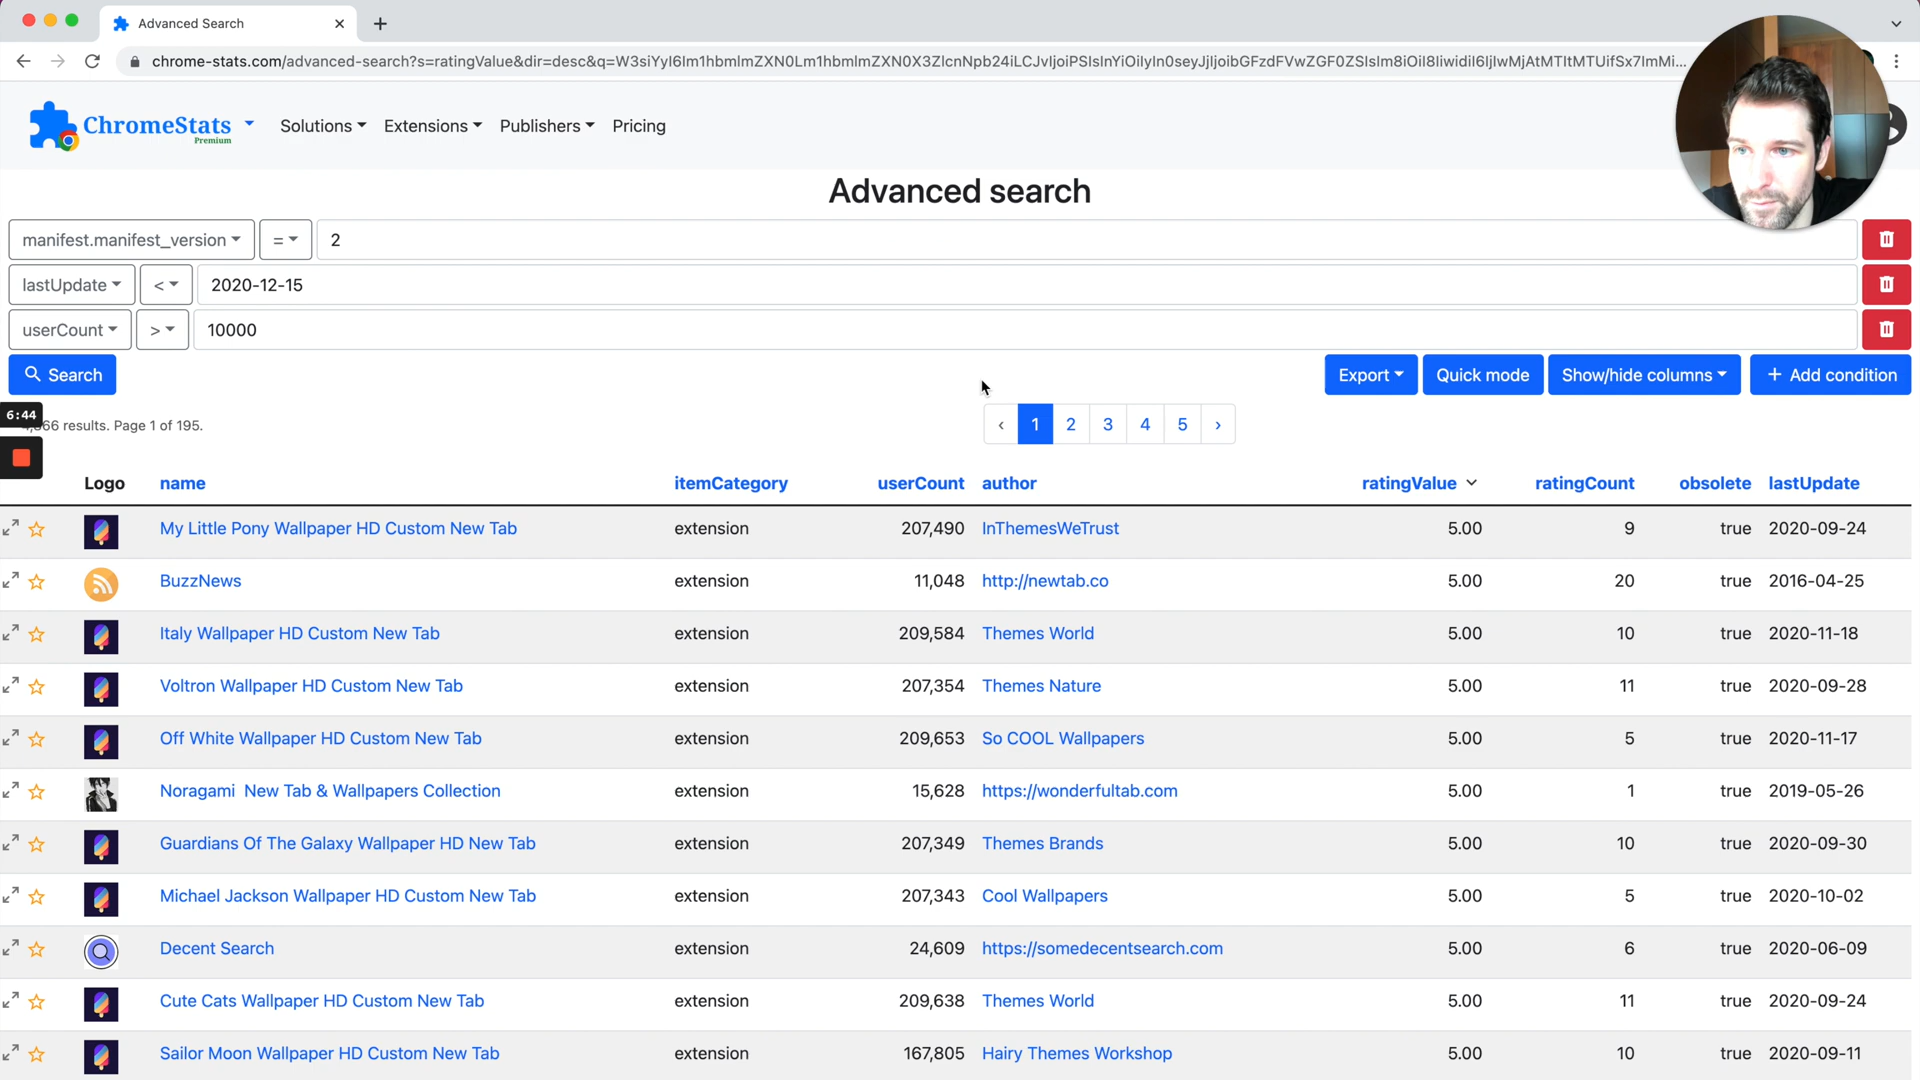 Advanced Search
chrome-stats.com/advanced-search?s=ratingValue&dir=desc&q=W3siYyI6Im1hbmlmZXN0Lm1hbmlmZXN0X3ZlcnNpb24iLCJvIjoiPSIsInYiOiIyIn0seyJjIjoibGFzdFVwZGF0ZSIsIm8iOiI8IiwidiI6IjIwMjAtMTItMTUifSx7ImMi...
ChromeStats
Premium
Solutions Extensions Publishers Pricing
Advanced search
manifest.manifest_version = 2
lastUpdate < 2020-12-15
userCount > 10000
Search Export Quick mode Show/hide columns + Add condition
6:44
866 results. Page 1 of 195.
‹ 1 2 3 4 5 ›
Logo name itemCategory userCount author ratingValue ratingCount obsolete lastUpdate
My Little Pony Wallpaper HD Custom New Tab extension 207,490 InThemesWeTrust 5.00 9 true 2020-09-24
BuzzNews extension 11,048 http://newtab.co 5.00 20 true 2016-04-25
Italy Wallpaper HD Custom New Tab extension 209,584 Themes World 5.00 10 true 2020-11-18
Voltron Wallpaper HD Custom New Tab extension 207,354 Themes Nature 5.00 11 true 2020-09-28
Off White Wallpaper HD Custom New Tab extension 209,653 So COOL Wallpapers 5.00 5 true 2020-11-17
Noragami New Tab & Wallpapers Collection extension 15,628 https://wonderfultab.com 5.00 1 true 2019-05-26
Guardians Of The Galaxy Wallpaper HD New Tab extension 207,349 Themes Brands 5.00 10 true 2020-09-30
Michael Jackson Wallpaper HD Custom New Tab extension 207,343 Cool Wallpapers 5.00 5 true 2020-10-02
Decent Search extension 24,609 https://somedecentsearch.com 5.00 6 true 2020-06-09
Cute Cats Wallpaper HD Custom New Tab extension 209,638 Themes World 5.00 11 true 2020-09-24
Sailor Moon Wallpaper HD Custom New Tab extension 167,805 Hairy Themes Workshop 5.00 10 true 2020-09-11